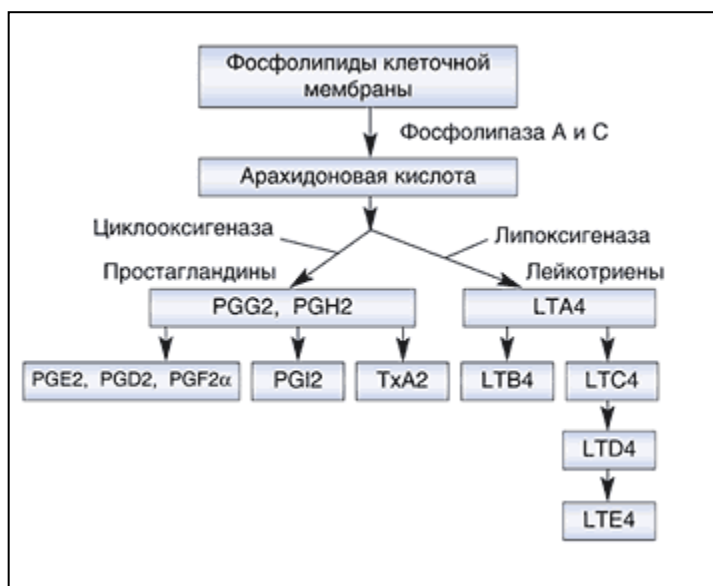 Фосфолипиды клеточной
мембраны
Фосфолипаза А и С
Арахидоновая кислота
Циклооксигеназа
Липоксигеназа
Простагландины
Лейкотриены
PGG2, PGH2
LTA4
PGE2, PGD2, PGF2α
PGI2
TxA2
LTB4
LTC4
LTD4
LTE4